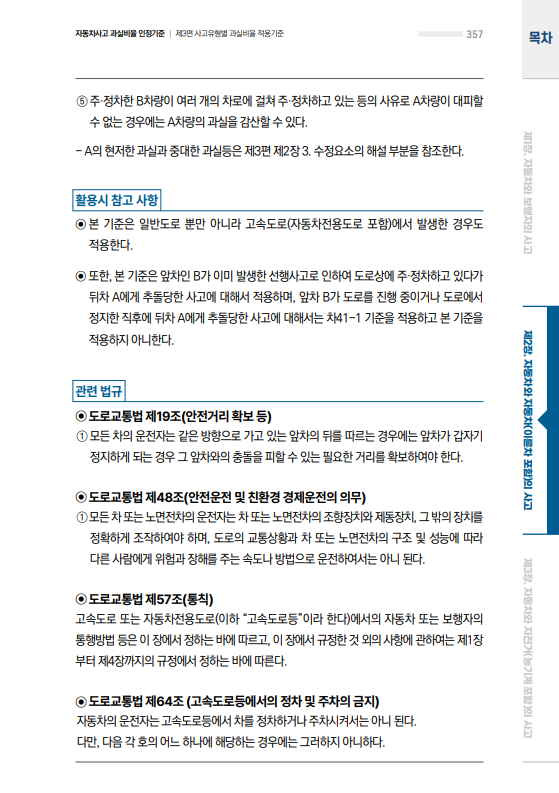 자동차사고 과실비율 인정기준 | 제3편 사고유형별 과실비율 적용기준
357
목차
⑤ 주·정차한 B차량이 여러 개의 차로에 걸쳐 주·정차하고 있는 등의 사유로 A차량이 대피할
수 없는 경우에는 A차량의 과실을 감산할 수 있다.
- A의 현저한 과실과 중대한 과실등은 제3편 제2장 3. 수정요소의 해설 부분을 참조한다.
활용시 참고 사항
◉ 본 기준은 일반도로 뿐만 아니라 고속도로(자동차전용도로 포함)에서 발생한 경우도
적용한다.
◉ 또한, 본 기준은 앞차인 B가 이미 발생한 선행사고로 인하여 도로상에 주·정차하고 있다가
뒤차 A에게 추돌당한 사고에 대해서 적용하며, 앞차 B가 도로를 진행 중이거나 도로에서
정지한 직후에 뒤차 A에게 추돌당한 사고에 대해서는 차41-1 기준을 적용하고 본 기준을
적용하지 아니한다.
관련 법규
◉ 도로교통법 제19조(안전거리 확보 등)
① 모든 차의 운전자는 같은 방향으로 가고 있는 앞차의 뒤를 따르는 경우에는 앞차가 갑자기
정지하게 되는 경우 그 앞차와의 충돌을 피할 수 있는 필요한 거리를 확보하여야 한다.
◉ 도로교통법 제48조(안전운전 및 친환경 경제운전의 의무)
① 모든 차 또는 노면전차의 운전자는 차 또는 노면전차의 조향장치와 제동장치, 그 밖의 장치를
정확하게 조작하여야 하며, 도로의 교통상황과 차 또는 노면전차의 구조 및 성능에 따라
다른 사람에게 위험과 장해를 주는 속도나 방법으로 운전하여서는 아니 된다.
◉ 도로교통법 제57조(통칙)
고속도로 또는 자동차전용도로(이하 “고속도로등”이라 한다)에서의 자동차 또는 보행자의
통행방법 등은 이 장에서 정하는 바에 따르고, 이 장에서 규정한 것 외의 사항에 관하여는 제1장
부터 제4장까지의 규정에서 정하는 바에 따른다.
◉ 도로교통법 제64조 (고속도로등에서의 정차 및 주차의 금지)
자동차의 운전자는 고속도로등에서 차를 정차하거나 주차시켜서는 아니 된다.
다만, 다음 각 호의 어느 하나에 해당하는 경우에는 그러하지 아니하다.
제1장. 자동차와 보행자의 사고
제2장. 자동차와 자동차(이륜차 포함)의 사고
제3장. 자동차와 자전거(농기계 포함)의 사고